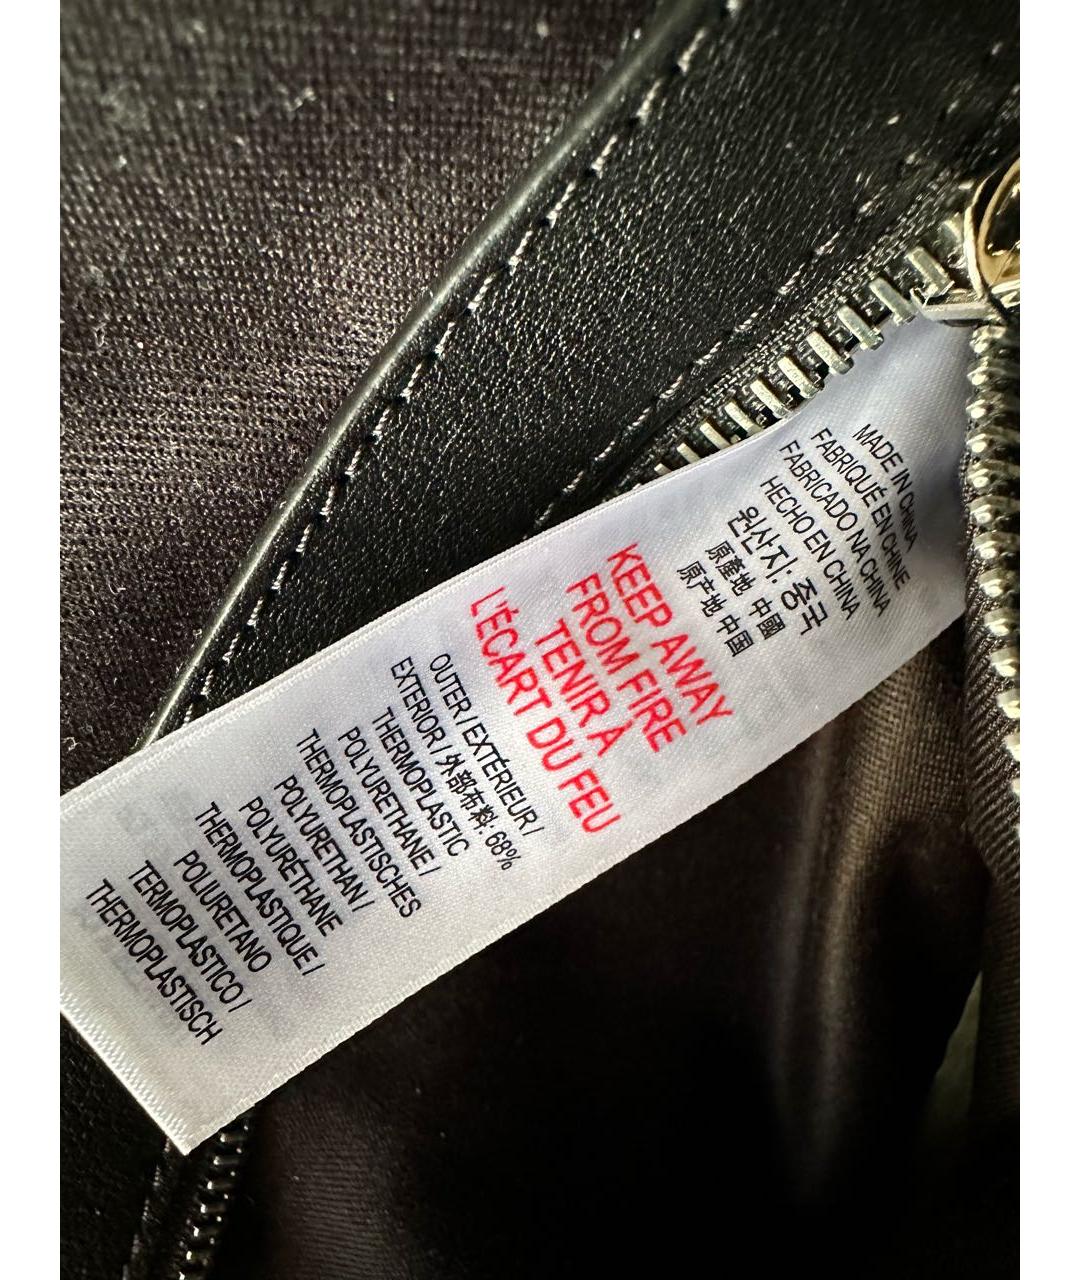 MADE IN CHINA
FABRIQUÉ EN CHINE
FABRICADO NA CHINA
HECHO EN CHINA
원산지: 중국
原產地 中國
原产地 中国
KEEP AWAY
FROM FIRE
TENIR À
L'ÉCART DU FEU
OUTER / EXTÉRIEUR /
EXTERIOR / 外部布料: 68%
THERMOPLASTIC
POLYURETHANE /
THERMOPLASTISCHES
POLYURETHAN /
POLYURÉTHANE
THERMOPLASTIQUE /
POLIURETANO
TERMOPLASTICO /
THERMOPLASTISCH